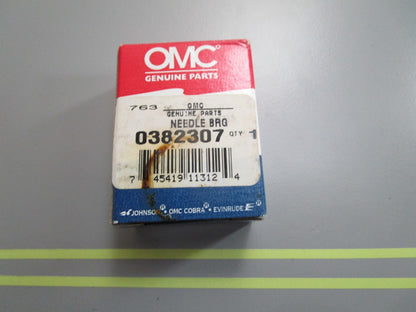 OMC®
GENUINE PARTS
763 OMC
GENUINE PARTS
NEEDLE BRG
0382307 QTY 1
7 45419 11312 4
JOHNSON® • OMC COBRA® • EVINRUDE E®